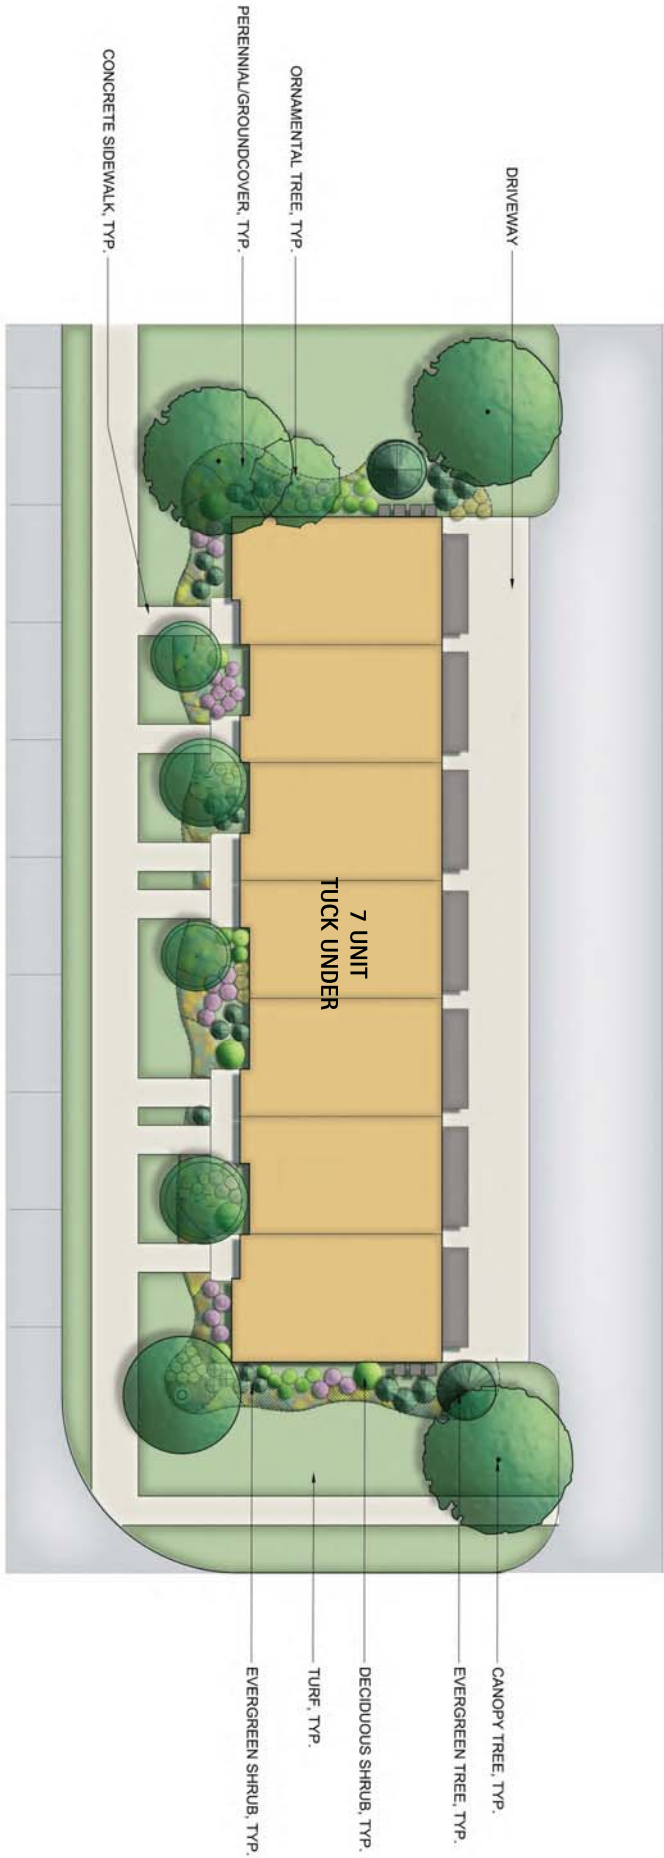 DRIVEWAY
ORNAMENTAL TREE, TYP.
PERENNIAL/GROUNDCOVER, TYP.
CONCRETE SIDEWALK, TYP.
7 UNIT
TUCK UNDER
CANOPY TREE, TYP.
EVERGREEN TREE, TYP.
DECIDUOUS SHRUB, TYP.
TURF, TYP.
EVERGREEN SHRUB, TYP.